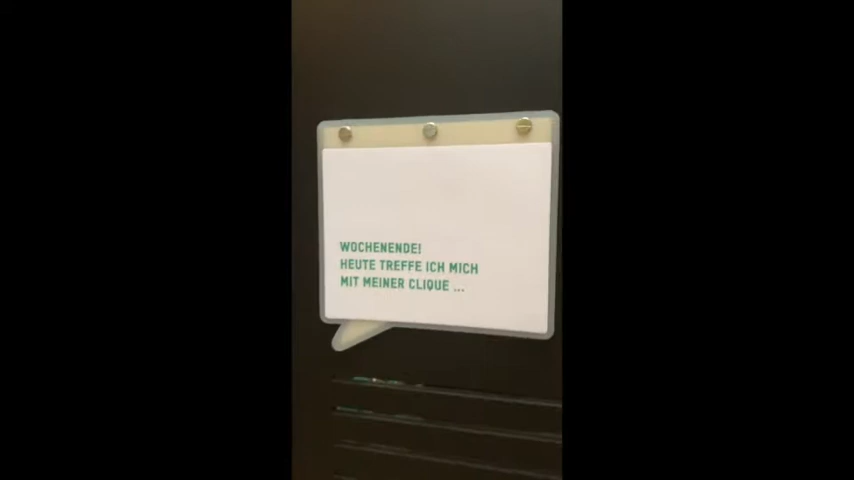 WOCHENENDE!
HEUTE TREFFE ICH MICH
MIT MEINER CLIQUE ...